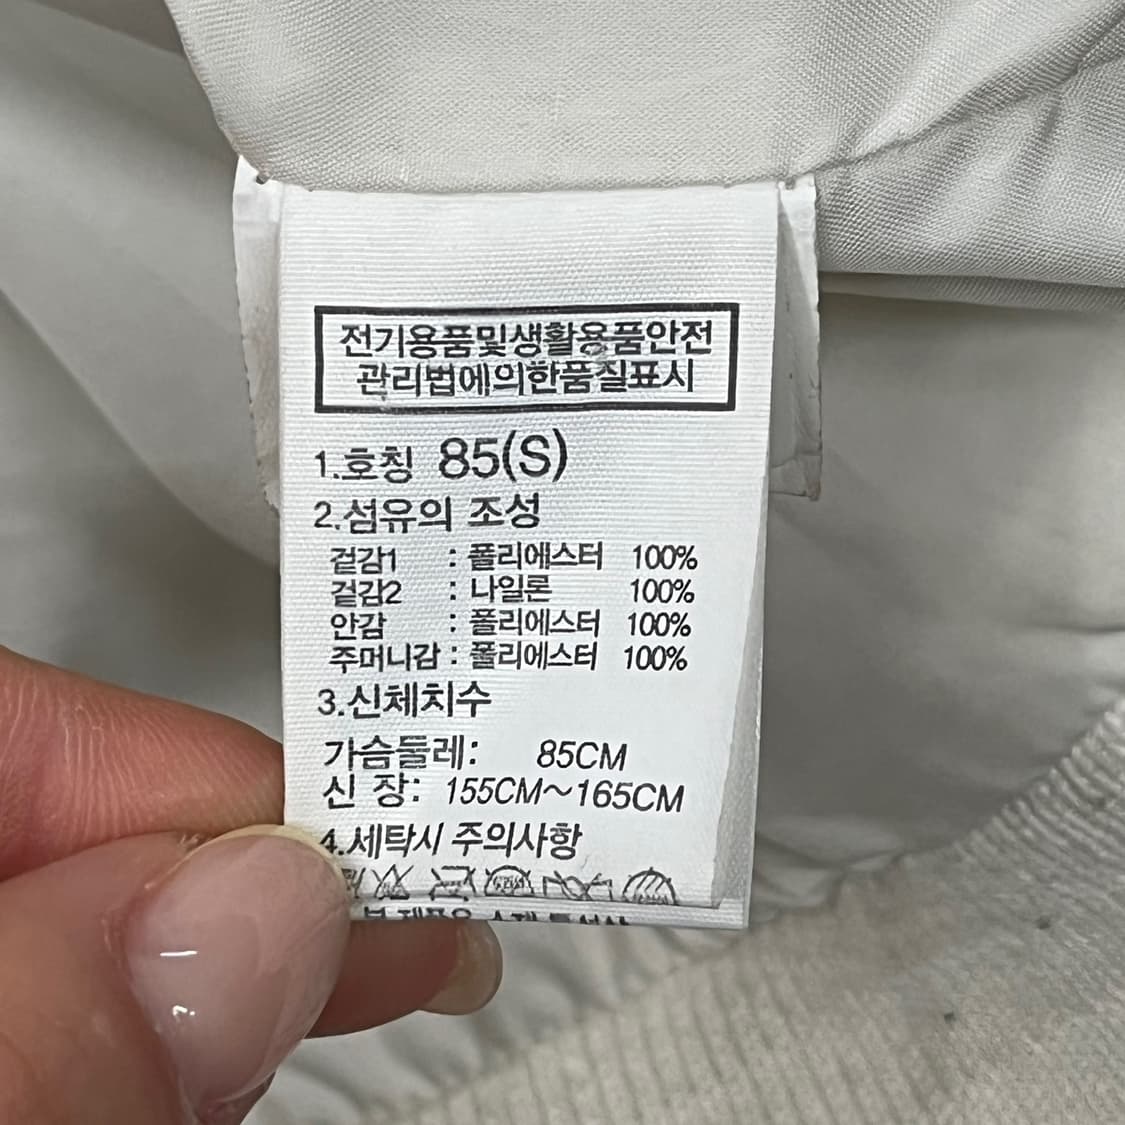 전기용품및생활용품안전
관리법에의한품질표시
1.호칭 85(S)
2.섬유의 조성
겉감1 : 폴리에스터 100%
겉감2 : 나일론 100%
안감 : 폴리에스터 100%
주머니감 : 폴리에스터 100%
3.신체치수
가슴둘레: 85CM
신 장: 155CM~165CM
4.세탁시 주의사항